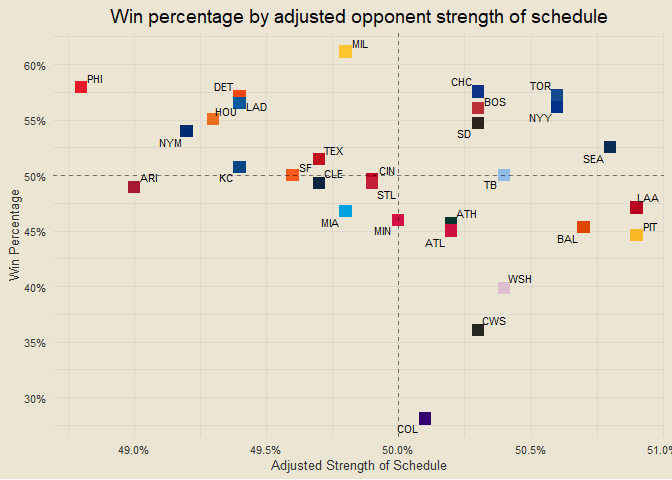 Win percentage by adjusted opponent strength of schedule
MIL
60%
PHI
CHC
DET
TOR
BOS
LAD
HOU
55%
NYY
SD
NYM
SEA
TEX
SF
CIN
CLE
50%
ARI
KC
TB
STL
LAA
ATH
MIA
PIT
MIN
45%
ATL
BAL
WSH
40%
CWS
35%
30%
COL
Win Percentage
49.0%
49.5%
50.0%
50.5%
51.0%
Adjusted Strength of Schedule